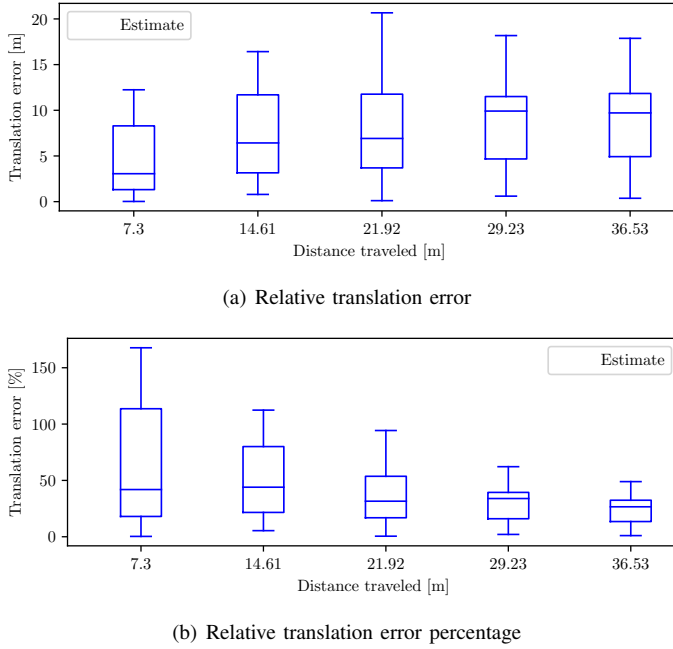 20
15
10
5
0
Translation error [m]
Estimate
7.3 14.61 21.92 29.23 36.53
Distance traveled [m]
(a) Relative translation error
150
100
50
0
Translation error [%]
Estimate
7.3 14.61 21.92 29.23 36.53
Distance traveled [m]
(b) Relative translation error percentage